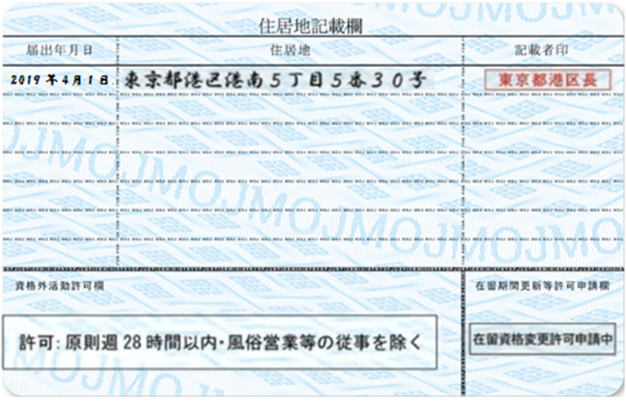 住居地記載欄
届出年月日 住居地 記載者印
2019年4月1日 東京都港区港南5丁目5番30号 東京都港区長
資格外活動許可欄 在留期間更新等許可申請欄
許可: 原則週28時間以内・風俗営業等の従事を除く
在留資格変更許可申請中
MOJMOJMOJ